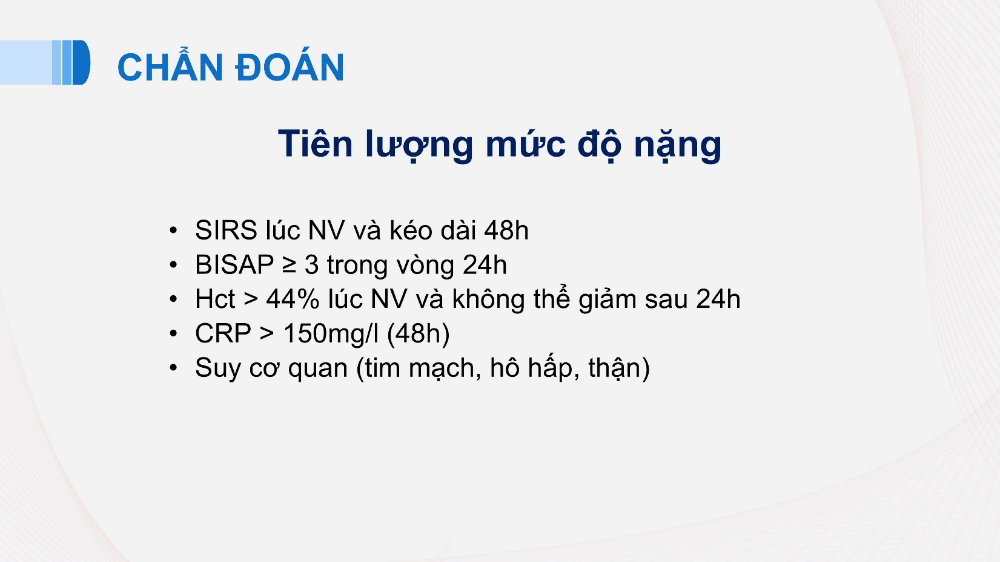 CHẨN ĐOÁN
Tiên lượng mức độ nặng
• SIRS lúc NV và kéo dài 48h
• BISAP ≥ 3 trong vòng 24h
• Hct > 44% lúc NV và không thể giảm sau 24h
• CRP > 150mg/l (48h)
• Suy cơ quan (tim mạch, hô hấp, thận)